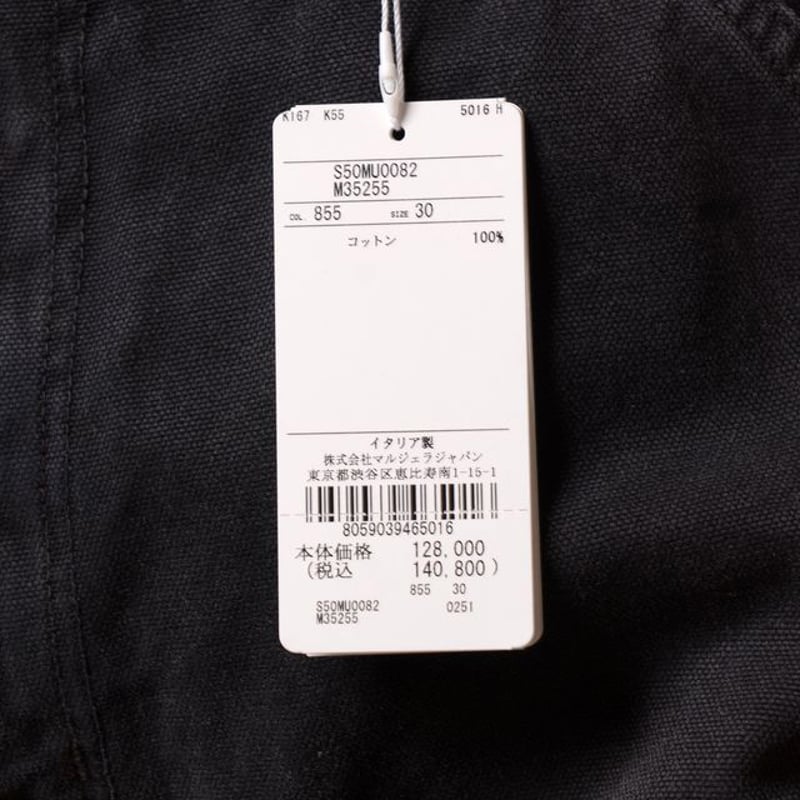 K167 K55 5016 H
S50MU0082
M35255
COL. 855 SIZE 30
コットン 100%
イタリア製
株式会社マルジェラジャパン
東京都渋谷区恵比寿南1-15-1
8059039465016
本体価格 128,000
(税込 140,800)
855 30
S50MU0082 0251
M35255